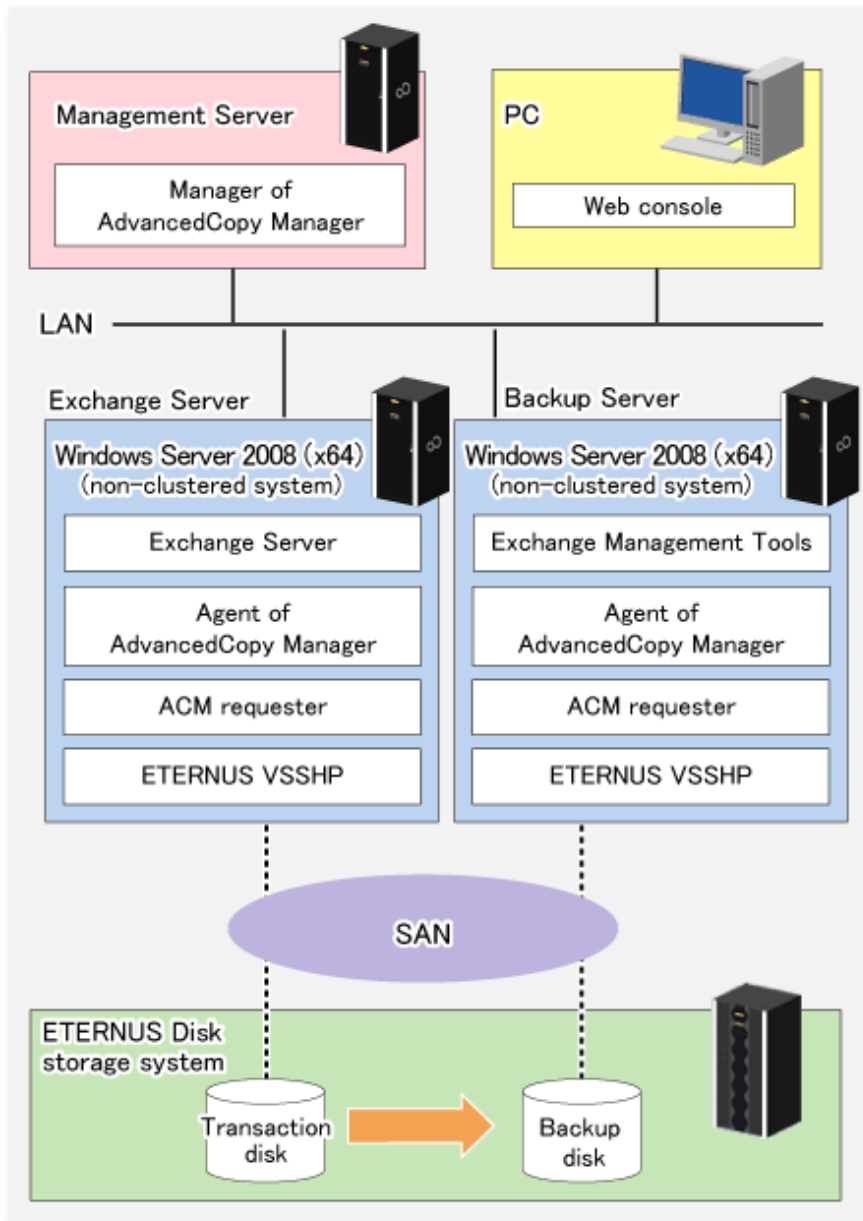 Management Server
Manager of
AdvancedCopy Manager
PC
Web console
LAN
Exchange Server
Windows Server 2008 (x64)
(non-clustered system)
Exchange Server
Agent of
AdvancedCopy Manager
ACM requester
ETERNUS VSSHP
Backup Server
Windows Server 2008 (x64)
(non-clustered system)
Exchange Management Tools
Agent of
AdvancedCopy Manager
ACM requester
ETERNUS VSSHP
SAN
ETERNUS Disk
storage system
Transaction
disk
Backup
disk